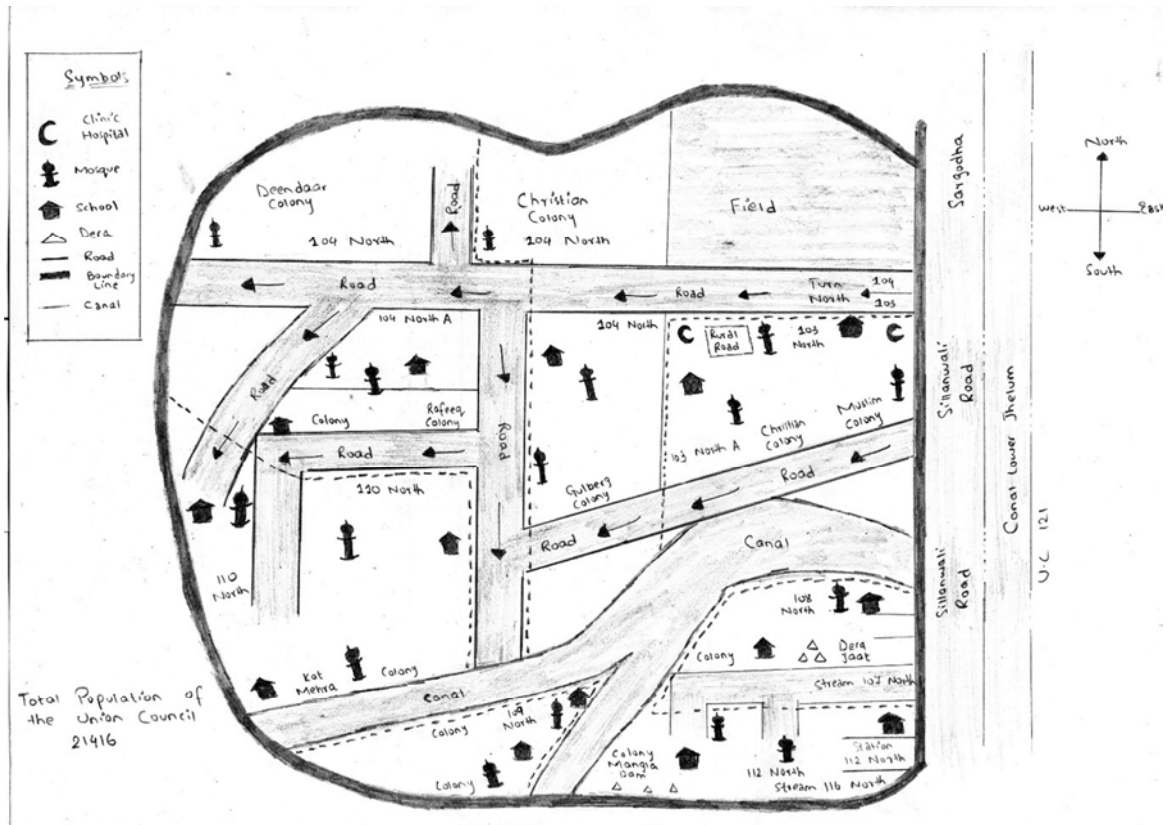 Symbols
Clinic
Hospital
Mosque
School
Dera
Road
Boundary
Line
Canal
Deendaar
Colony
104 North
Road
Christian
Colony
104 North
Field
Sargodha
North
West
East
South
Road
Road
Turn
North
104
103
104 North A
104 North
Rural
Road
103
North
Road
Colony
Rafeeq
Colony
Road
Road
Muslim
Colony
Christian
Colony
103 North A
Sillanwali
Road
Canal Lower Jhelum
U.C 121
110 North
Gulberg
Colony
Road
Road
Canal
110
North
108
North
Sillanwali
Road
Colony
Dera
Jaat
Kot
Mehra
Colony
Canal
Stream 107 North
Total Population of
the Union Council
21416
Colony
109
North
Colony
Colony
Mangla
Dam
112 North
Station
112 North
Stream 116 North